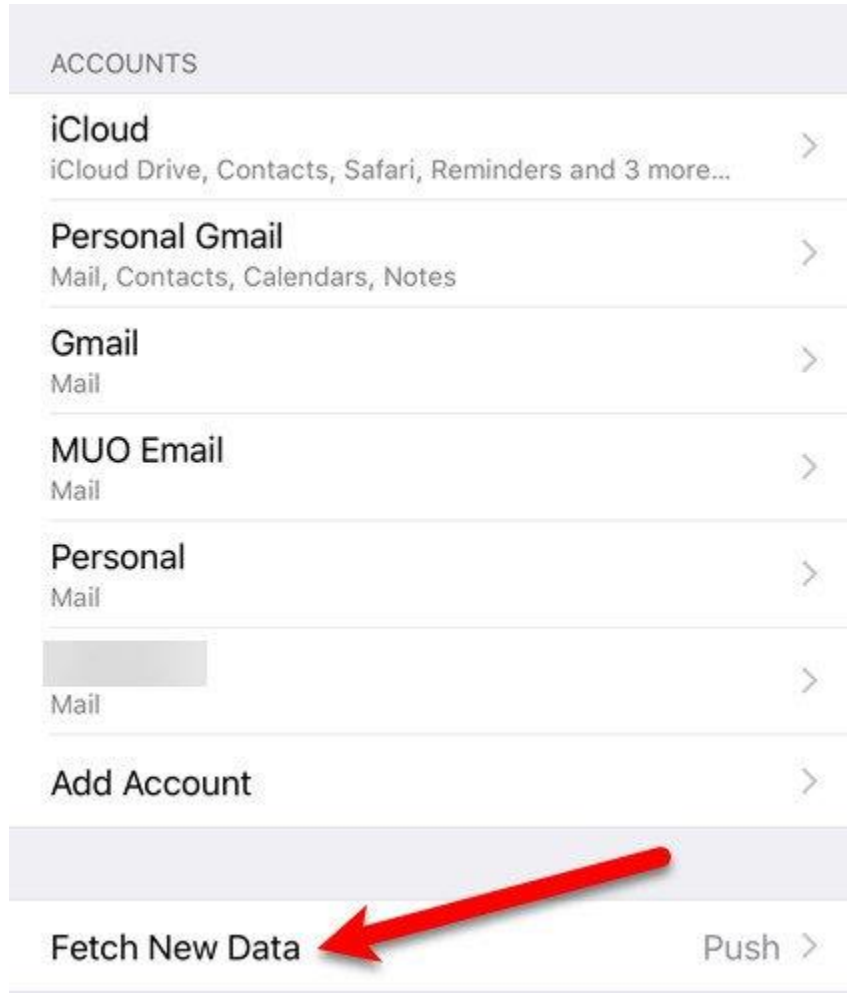 ACCOUNTS
iCloud
iCloud Drive, Contacts, Safari, Reminders and 3 more...
Personal Gmail
Mail, Contacts, Calendars, Notes
Gmail
Mail
MUO Email
Mail
Personal
Mail
Mail
Add Account
Fetch New Data Push